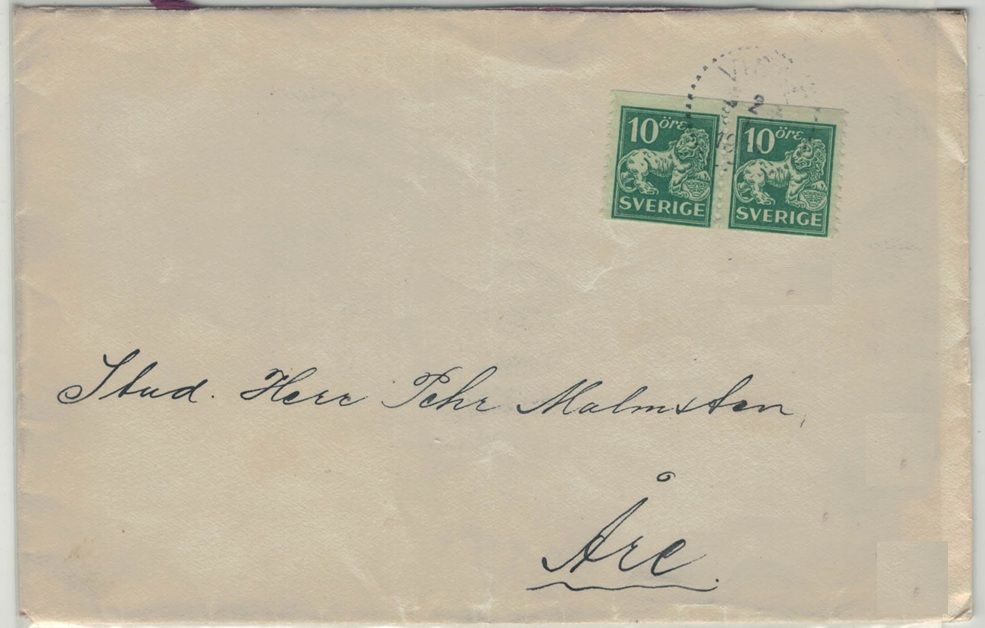 10 öre 10 öre
SVERIGE SVERIGE
Stud. Herr Pehr Malmsten,
Åre.